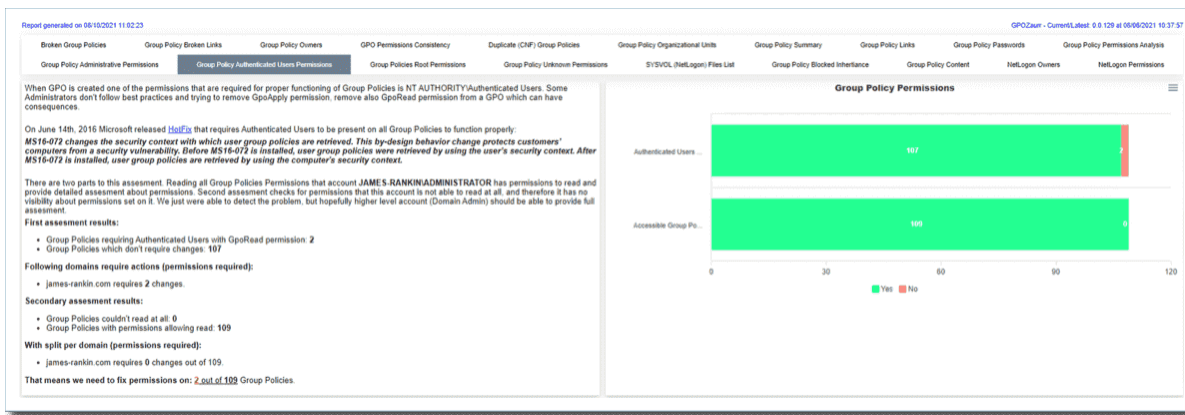 Report generated on 08/10/2021 11:02:23
GPOZaurr - Current/Latest: 0.0.129 at 08/06/2021 10:37:57
Broken Group Policies
Group Policy Broken Links
Group Policy Owners
GPO Permissions Consistency
Duplicate (CNF) Group Policies
Group Policy Organizational Units
Group Policy Summary
Group Policy Links
Group Policy Passwords
Group Policy Permissions Analysis
Group Policy Administrative Permissions
Group Policy Authenticated Users Permissions
Group Policies Root Permissions
Group Policy Unknown Permissions
SYSVOL (NetLogon) Files List
Group Policy Blocked Inheritance
Group Policy Content
NetLogon Owners
NetLogon Permissions
When GPO is created one of the permissions that are required for proper functioning of Group Policies is NT AUTHORITY\Authenticated Users. Some
Administrators don't follow best practices and trying to remove GpoApply permission, remove also GpoRead permission from a GPO which can have
consequences.
On June 14th, 2016 Microsoft released HotFix that requires Authenticated Users to be present on all Group Policies to function properly:
MS16-072 changes the security context with which user group policies are retrieved. This by-design behavior change protects customers'
computers from a security vulnerability. Before MS16-072 is installed, user group policies were retrieved by using the user's security context. After
MS16-072 is installed, user group policies are retrieved by using the computer's security context.
There are two parts to this assesment. Reading all Group Policies Permissions that account JAMES-RANKIN\ADMINISTRATOR has permissions to read and
provide detailed assesment about permissions. Second assesment checks for permissions that this account is not able to read at all, and therefore it has no
visibility about permissions set on it. We just were able to detect the problem, but hopefully higher level account (Domain Admin) should be able to provide full
assesment.
First assesment results:
• Group Policies requiring Authenticated Users with GpoRead permission: 2
• Group Policies which don't require changes: 107
Following domains require actions (permissions required):
• james-rankin.com requires 2 changes.
Secondary assesment results:
• Group Policies couldn't read at all: 0
• Group Policies with permissions allowing read: 109
With split per domain (permissions required):
• james-rankin.com requires 0 changes out of 109.
That means we need to fix permissions on: 2 out of 109 Group Policies.
Group Policy Permissions
Authenticated Users ...
107
2
Accessible Group Po...
109
0
0
30
60
90
120
Yes
No